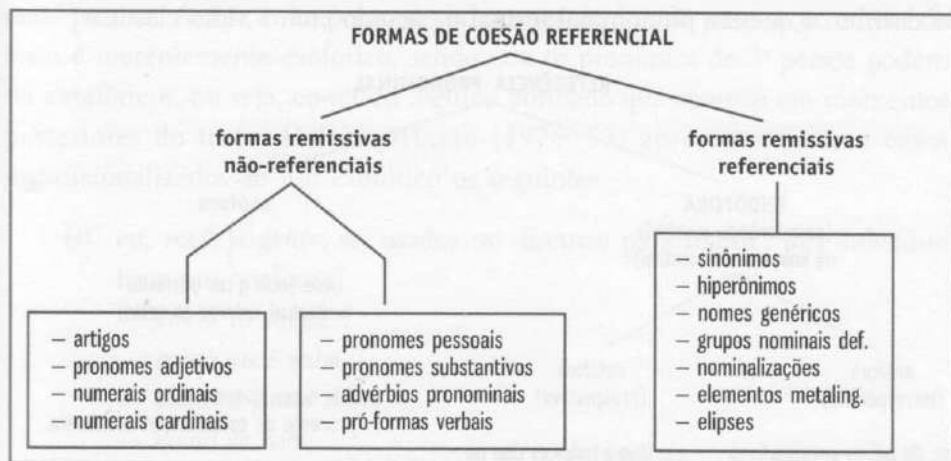 FORMAS DE COESÃO REFERENCIAL
formas remissivas
não-referenciais
formas remissivas
referenciais
– artigos
– pronomes adjetivos
– numerais ordinais
– numerais cardinais
– pronomes pessoais
– pronomes substantivos
– advérbios pronominais
– pró-formas verbais
– sinônimos
– hiperônimos
– nomes genéricos
– grupos nominais def.
– nominalizações
– elementos metaling.
– elipses